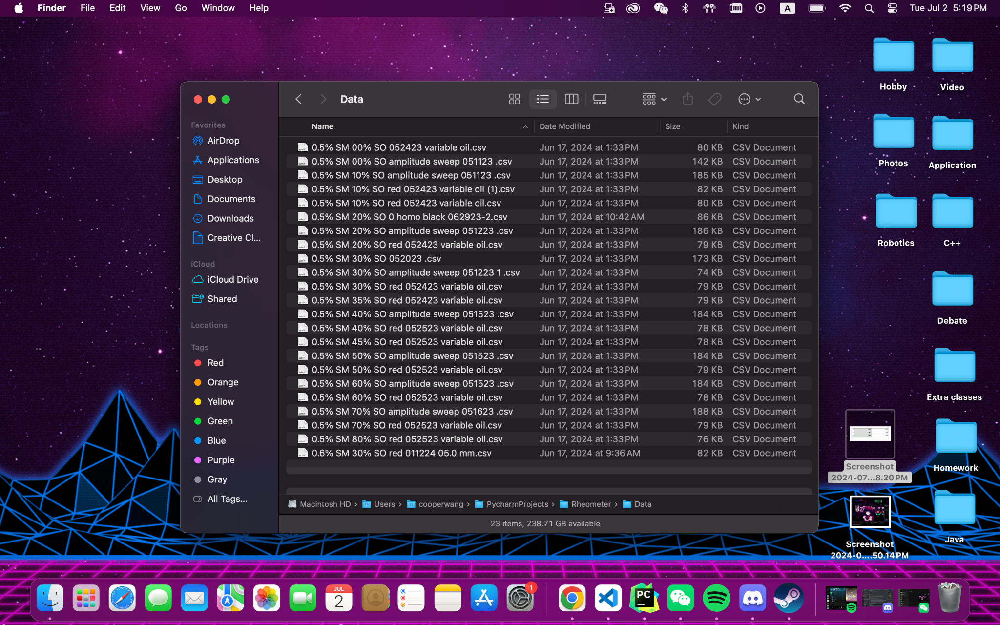 Finder File Edit View Go Window Help A Tue Jul 2 5:19 PM
Data
Favorites
AirDrop
Applications
Desktop
Documents
Downloads
Creative Cl...
iCloud
iCloud Drive
Shared
Locations
Tags
Red
Orange
Yellow
Green
Blue
Purple
Gray
All Tags...
Name Date Modified Size Kind
0.5% SM 00% SO 052423 variable oil.csv Jun 17, 2024 at 1:33 PM 80 KB CSV Document
0.5% SM 00% SO amplitude sweep 051123 .csv Jun 17, 2024 at 1:33 PM 142 KB CSV Document
0.5% SM 10% SO amplitude sweep 051123 .csv Jun 17, 2024 at 1:33 PM 185 KB CSV Document
0.5% SM 10% SO red 052423 variable oil (1).csv Jun 17, 2024 at 1:33 PM 82 KB CSV Document
0.5% SM 10% SO red 052423 variable oil.csv Jun 17, 2024 at 1:33 PM 80 KB CSV Document
0.5% SM 20% SO 0 homo black 062923-2.csv Jun 17, 2024 at 10:42 AM 86 KB CSV Document
0.5% SM 20% SO amplitude sweep 051223 .csv Jun 17, 2024 at 1:33 PM 186 KB CSV Document
0.5% SM 20% SO red 052423 variable oil.csv Jun 17, 2024 at 1:33 PM 79 KB CSV Document
0.5% SM 30% SO 052023 .csv Jun 17, 2024 at 1:33 PM 173 KB CSV Document
0.5% SM 30% SO amplitude sweep 051223 1 .csv Jun 17, 2024 at 1:33 PM 74 KB CSV Document
0.5% SM 30% SO red 052423 variable oil.csv Jun 17, 2024 at 1:33 PM 79 KB CSV Document
0.5% SM 35% SO red 052423 variable oil.csv Jun 17, 2024 at 1:33 PM 79 KB CSV Document
0.5% SM 40% SO amplitude sweep 051523 .csv Jun 17, 2024 at 1:33 PM 184 KB CSV Document
0.5% SM 40% SO red 052523 variable oil.csv Jun 17, 2024 at 1:33 PM 78 KB CSV Document
0.5% SM 45% SO red 052523 variable oil.csv Jun 17, 2024 at 1:33 PM 78 KB CSV Document
0.5% SM 50% SO amplitude sweep 051523 .csv Jun 17, 2024 at 1:33 PM 184 KB CSV Document
0.5% SM 50% SO red 052523 variable oil.csv Jun 17, 2024 at 1:33 PM 79 KB CSV Document
0.5% SM 60% SO amplitude sweep 051523 .csv Jun 17, 2024 at 1:33 PM 184 KB CSV Document
0.5% SM 60% SO red 052523 variable oil.csv Jun 17, 2024 at 1:33 PM 78 KB CSV Document
0.5% SM 70% SO amplitude sweep 051623 .csv Jun 17, 2024 at 1:33 PM 188 KB CSV Document
0.5% SM 70% SO red 052523 variable oil.csv Jun 17, 2024 at 1:33 PM 79 KB CSV Document
0.5% SM 80% SO red 052523 variable oil.csv Jun 17, 2024 at 1:33 PM 76 KB CSV Document
0.6% SM 30% SO red 011224 05.0 mm.csv Jun 17, 2024 at 9:36 AM 82 KB CSV Document
Macintosh HD › Users › cooperwang › PycharmProjects › Rheometer › Data
23 items, 238.71 GB available
Hobby Video
Photos Application
Robotics C++
Debate
Extra classes
Screenshot
2024-07...8.20 PM
Homework
Java
Screenshot
2024-0....50.14 PM
JUL
2
1
PC